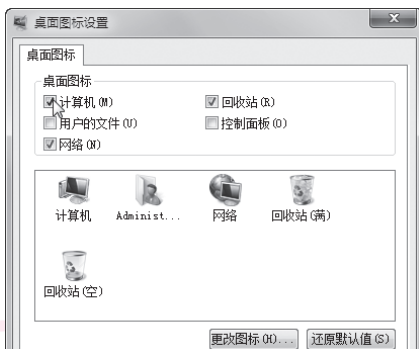 桌面图标设置
桌面图标
桌面图标
计算机(M) 回收站(R)
用户的文件(U) 控制面板(O)
网络(N)
计算机 Administ... 网络 回收站(满)
回收站(空)
更改图标(H)... 还原默认值(S)